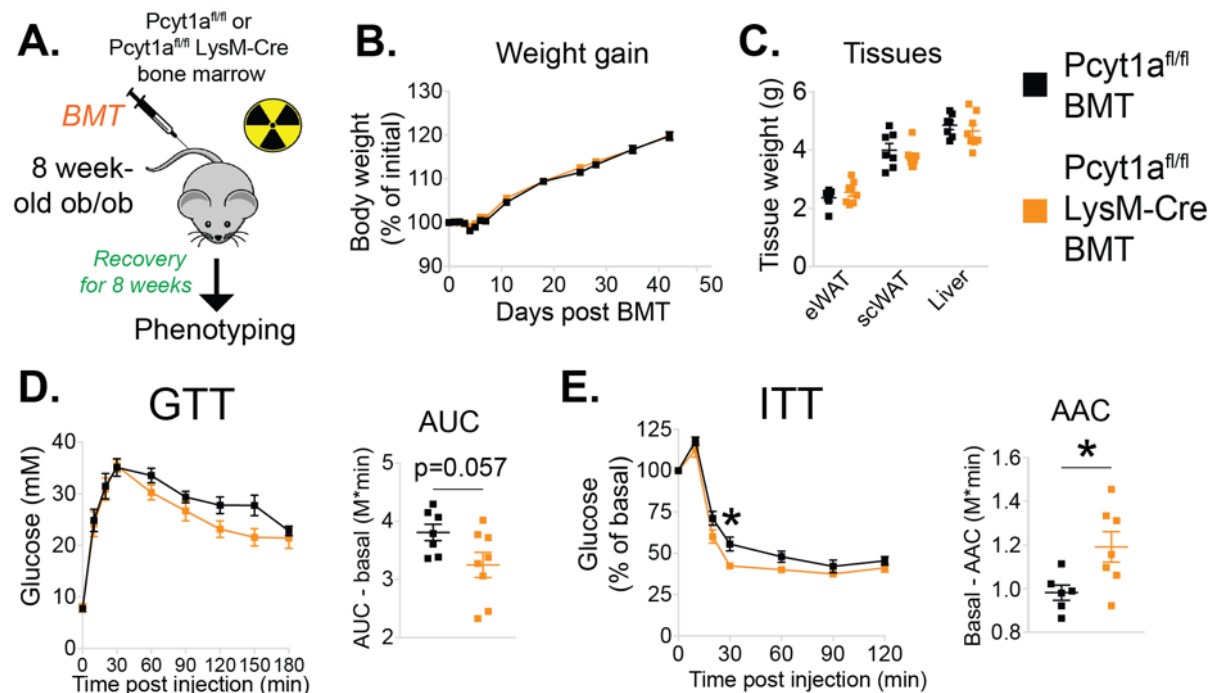 A.
Pcyt1a^fl/fl or
Pcyt1a^fl/fl LysM-Cre
bone marrow
BMT
8 week-
old ob/ob
Recovery
for 8 weeks
Phenotyping
B.
Weight gain
Body weight
(% of initial)
120
110
100
90
0 10 20 30 40 50
Days post BMT
C.
Tissues
Tissue weight (g)
6
4
2
0
eWAT
scWAT
Liver
Pcyt1a^fl/fl
BMT
Pcyt1a^fl/fl
LysM-Cre
BMT
D.
GTT
Glucose (mM)
40
30
20
10
0
0 30 60 90 120 150 180
Time post injection (min)
AUC
p=0.057
AUC - basal (M*min)
5
4
3
2
E.
ITT
Glucose
(% of basal)
125
100
75
50
25
0
*
0 30 60 90 120
Time post injection (min)
AAC
*
Basal - AAC (M*min)
1.6
1.4
1.2
1.0
0.8